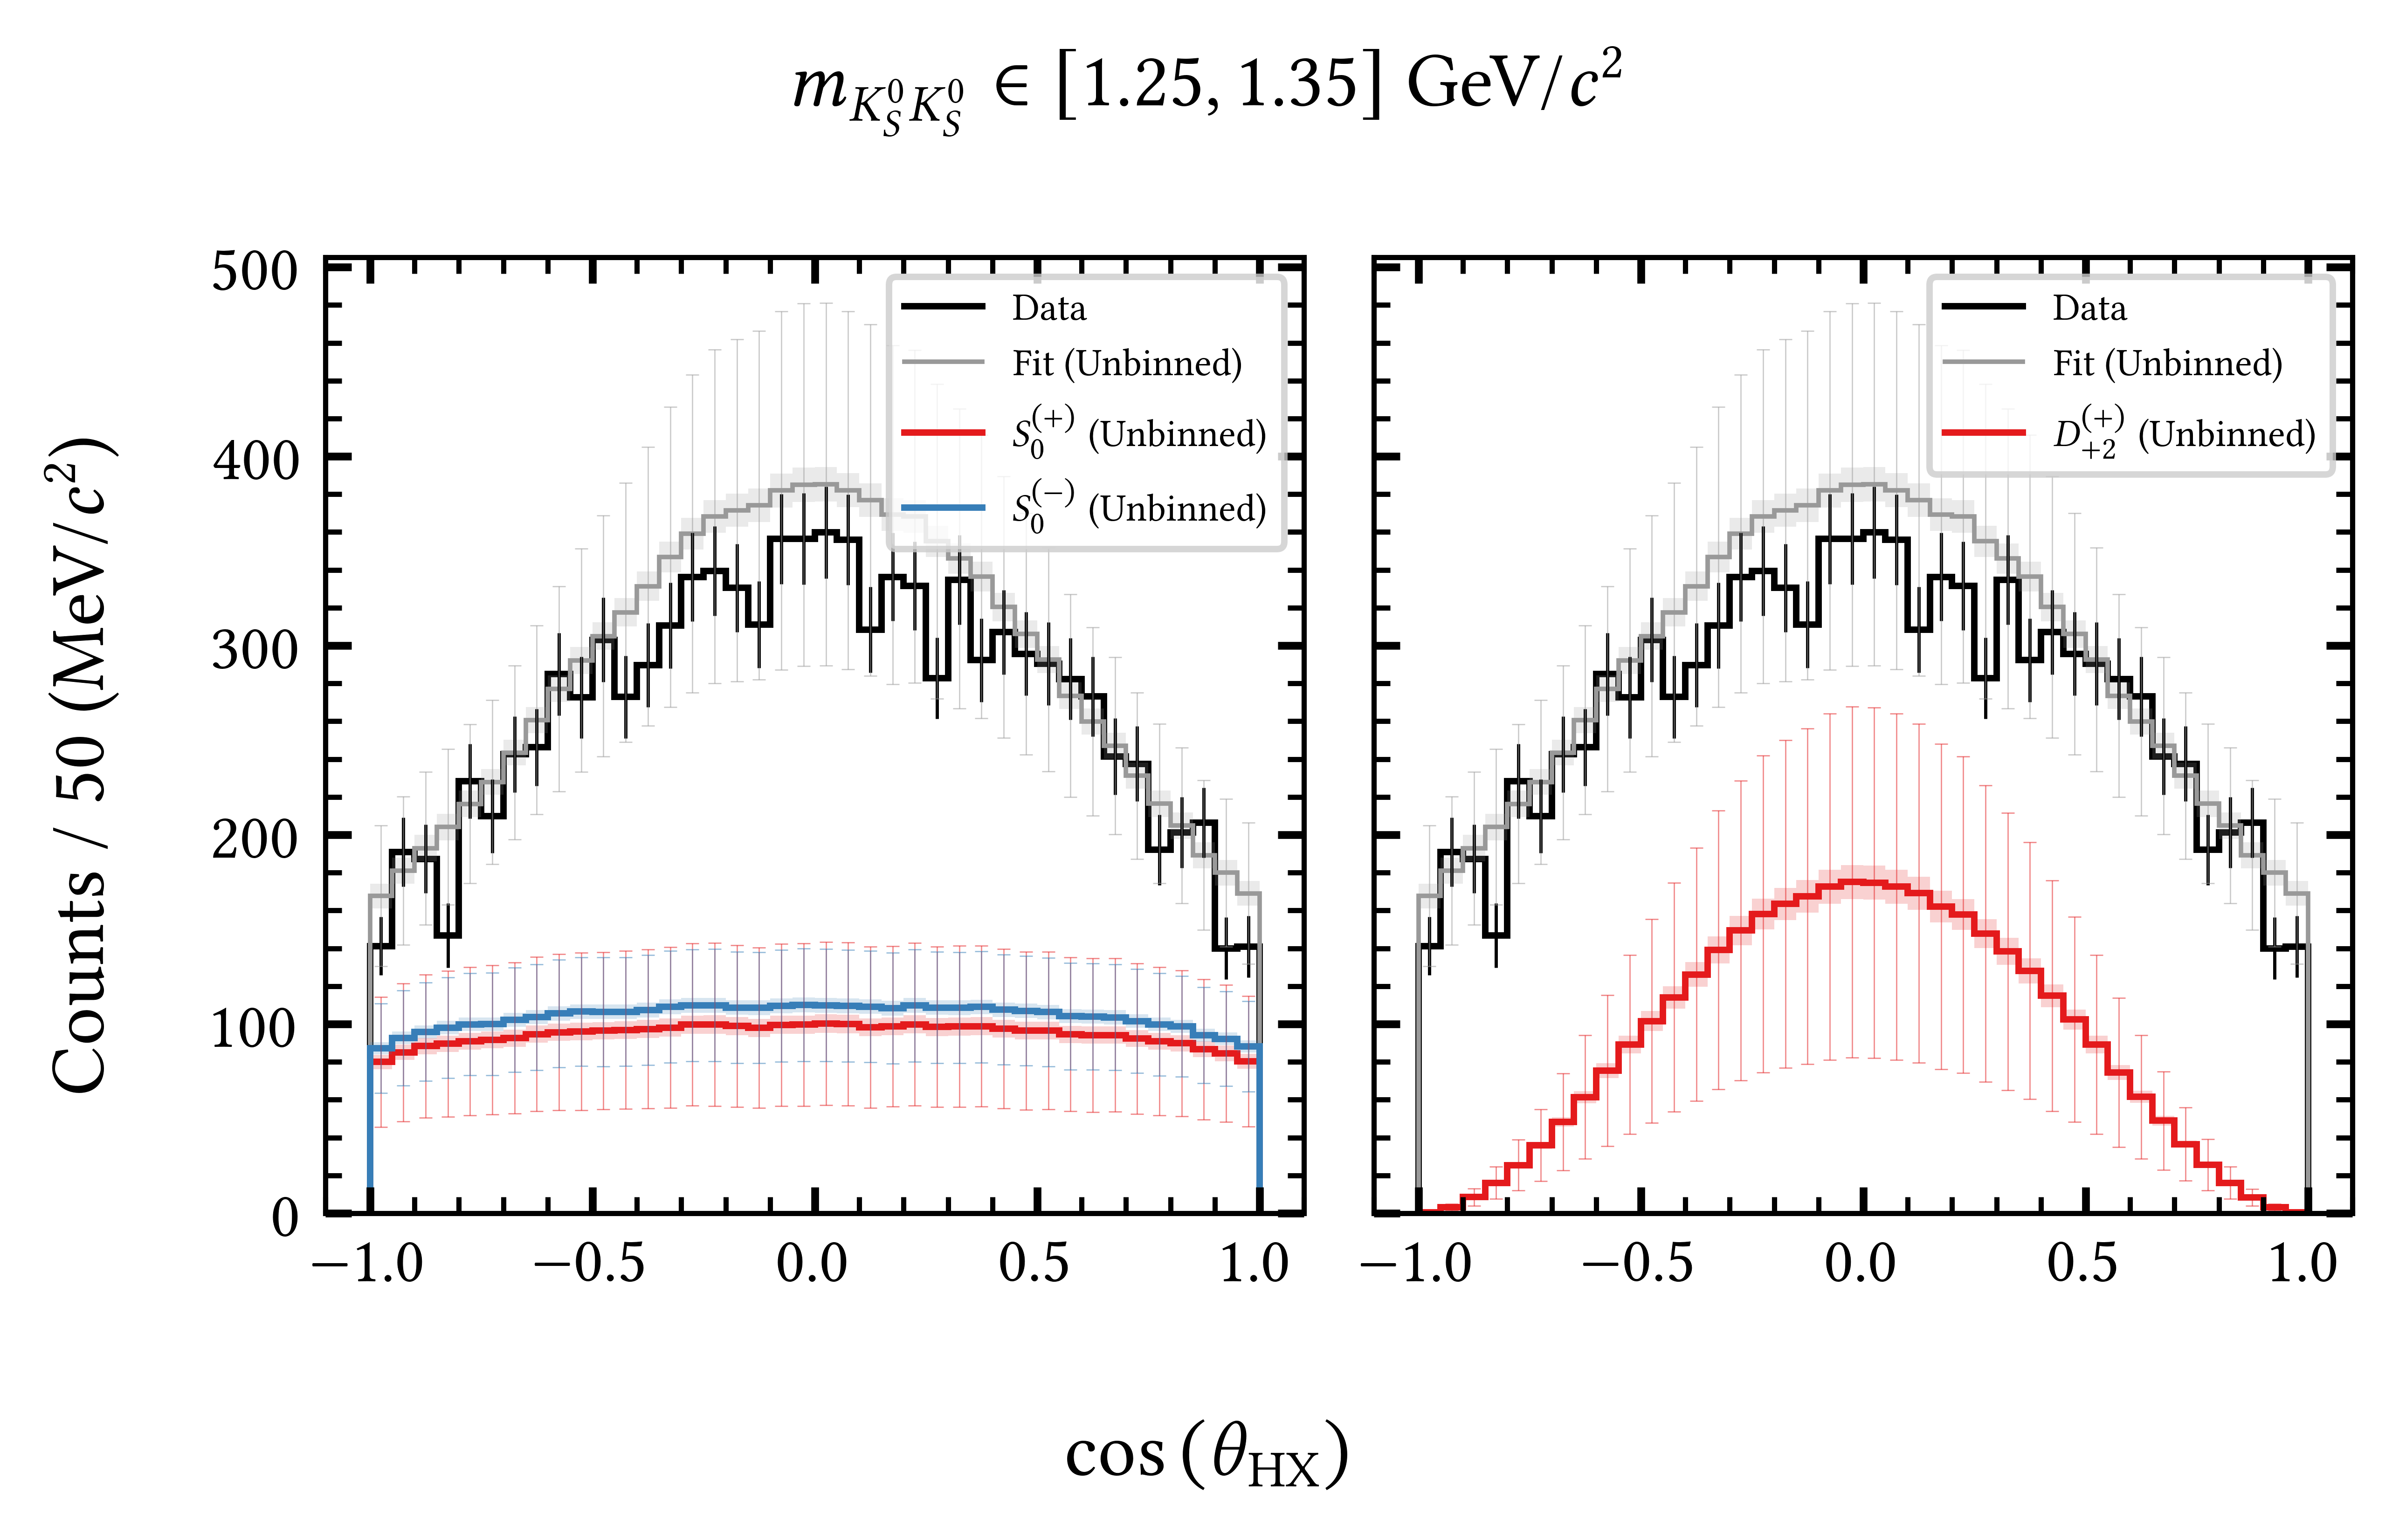 m_{K_S^0 K_S^0} ∈ [1.25, 1.35] GeV/c²
Counts / 50 (MeV/c²)
500
400
300
200
100
0
Data
Fit (Unbinned)
S_0^{(+)} (Unbinned)
S_0^{(−)} (Unbinned)
−1.0 −0.5 0.0 0.5 1.0
Data
Fit (Unbinned)
D_{+2}^{(+)} (Unbinned)
−1.0 −0.5 0.0 0.5 1.0
cos (θ_{HX})